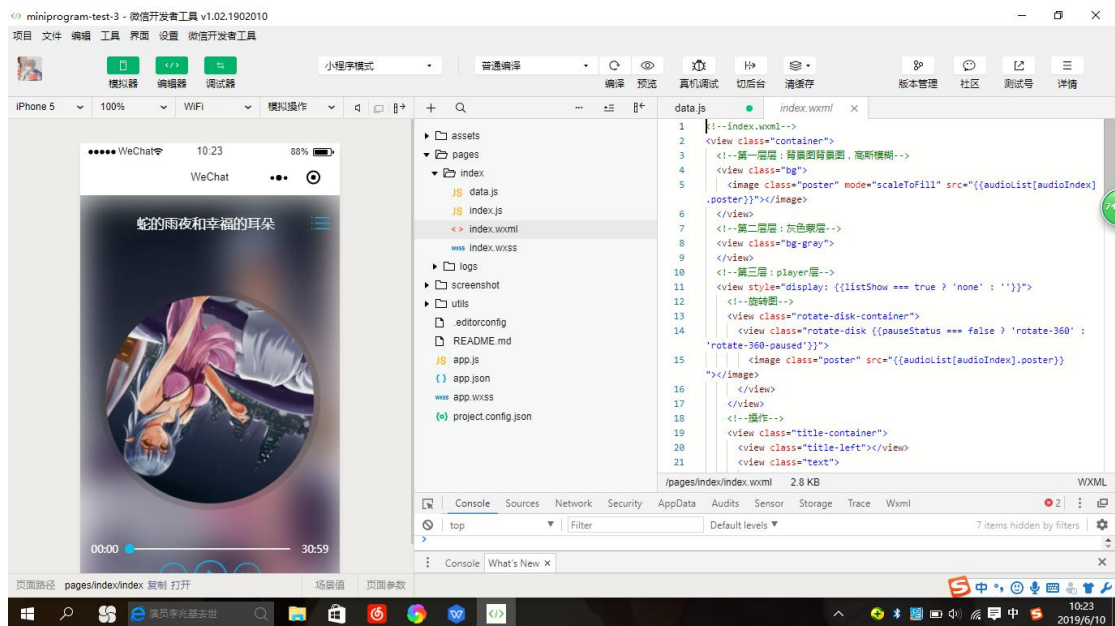 miniprogram-test-3 - 微信开发者工具 v1.02.1902010
项目 文件 编辑 工具 界面 设置 微信开发者工具
模拟器 编辑器 调试器 小程序模式 普通编译 编译 预览 真机调试 切后台 清缓存 版本管理 社区 测试号 详情
iPhone 5 100% WiFi 模拟操作
WeChat 10:23 88%
WeChat
蛇的雨夜和幸福的耳朵
00:00 30:59
页面路径 pages/index/index 复制 打开 场景值 页面参数
assets
pages
index
JS data.js
JS index.js
<> index.wxml
wxss index.wxss
logs
screenshot
utils
.editorconfig
README.md
JS app.js
{} app.json
wxss app.wxss
{o} project.config.json
data.js index.wxml
1 <!--index.wxml-->
2 <view class="container">
3 <!--第一层层：背景图背景图，高斯模糊-->
4 <view class="bg">
5 <image class="poster" mode="scaleToFill" src="{{audioList[audioIndex]
.poster}}"></image>
6 </view>
7 <!--第二层层：灰色蒙层-->
8 <view class="bg-gray">
9 </view>
10 <!--第三层：player层-->
11 <view style="display: {{listShow === true ? 'none' : ''}}">
12 <!--旋转图-->
13 <view class="rotate-disk-container">
14 <view class="rotate-disk {{pauseStatus === false ? 'rotate-360' :
'rotate-360-paused'}}">
15 <image class="poster" src="{{audioList[audioIndex].poster}}
"></image>
16 </view>
17 </view>
18 <!--操作-->
19 <view class="title-container">
20 <view class="title-left"></view>
21 <view class="text">
/pages/index/index.wxml 2.8 KB WXML
Console Sources Network Security AppData Audits Sensor Storage Trace Wxml 2
top Filter Default levels 7 items hidden by filters
Console What's New ×
74
演员李兆基去世
中
中
10:23
2019/6/10